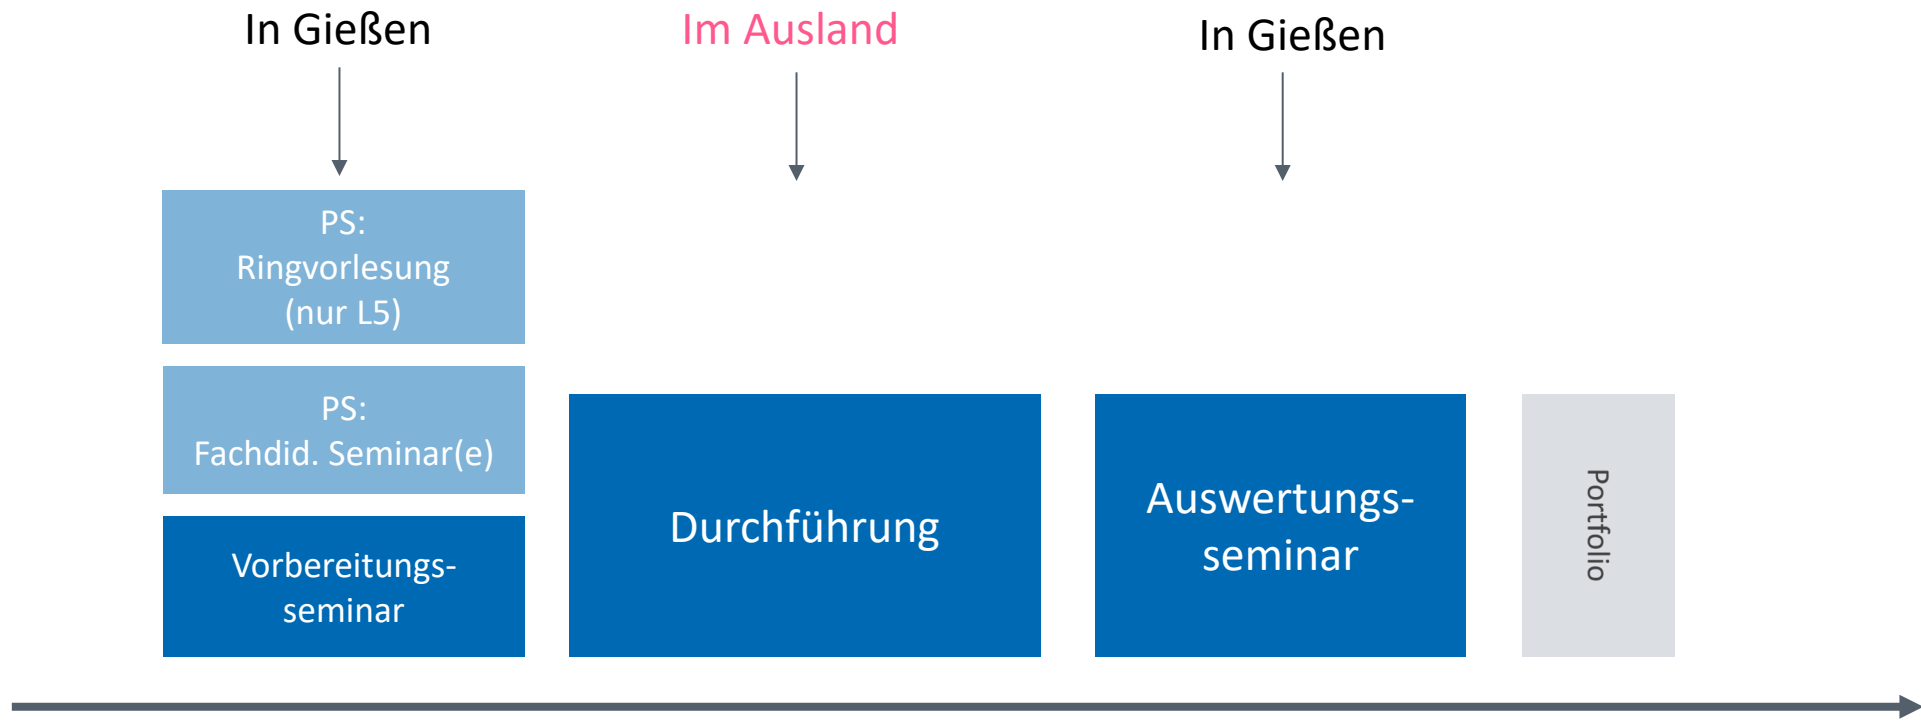 In Gießen
Im Ausland
In Gießen
PS:
Ringvorlesung
(nur L5)
PS:
Fachdid. Seminar(e)
Vorbereitungs-
seminar
Durchführung
Auswertungs-
seminar
Portfolio